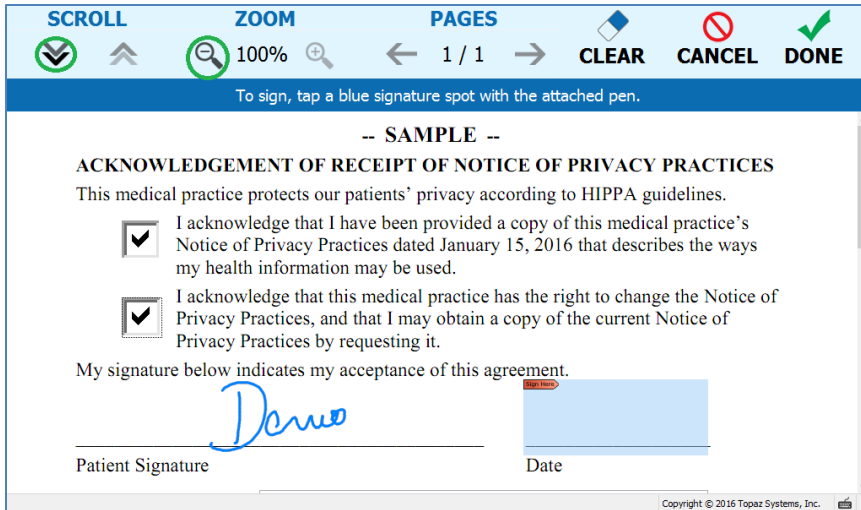 SCROLL ZOOM PAGES
100% 1 / 1 CLEAR CANCEL DONE
To sign, tap a blue signature spot with the attached pen.
-- SAMPLE --
ACKNOWLEDGEMENT OF RECEIPT OF NOTICE OF PRIVACY PRACTICES
This medical practice protects our patients’ privacy according to HIPPA guidelines.
I acknowledge that I have been provided a copy of this medical practice’s
Notice of Privacy Practices dated January 15, 2016 that describes the ways
my health information may be used.
I acknowledge that this medical practice has the right to change the Notice of
Privacy Practices, and that I may obtain a copy of the current Notice of
Privacy Practices by requesting it.
My signature below indicates my acceptance of this agreement.
Sign Here
Demo
Patient Signature Date
Copyright © 2016 Topaz Systems, Inc.